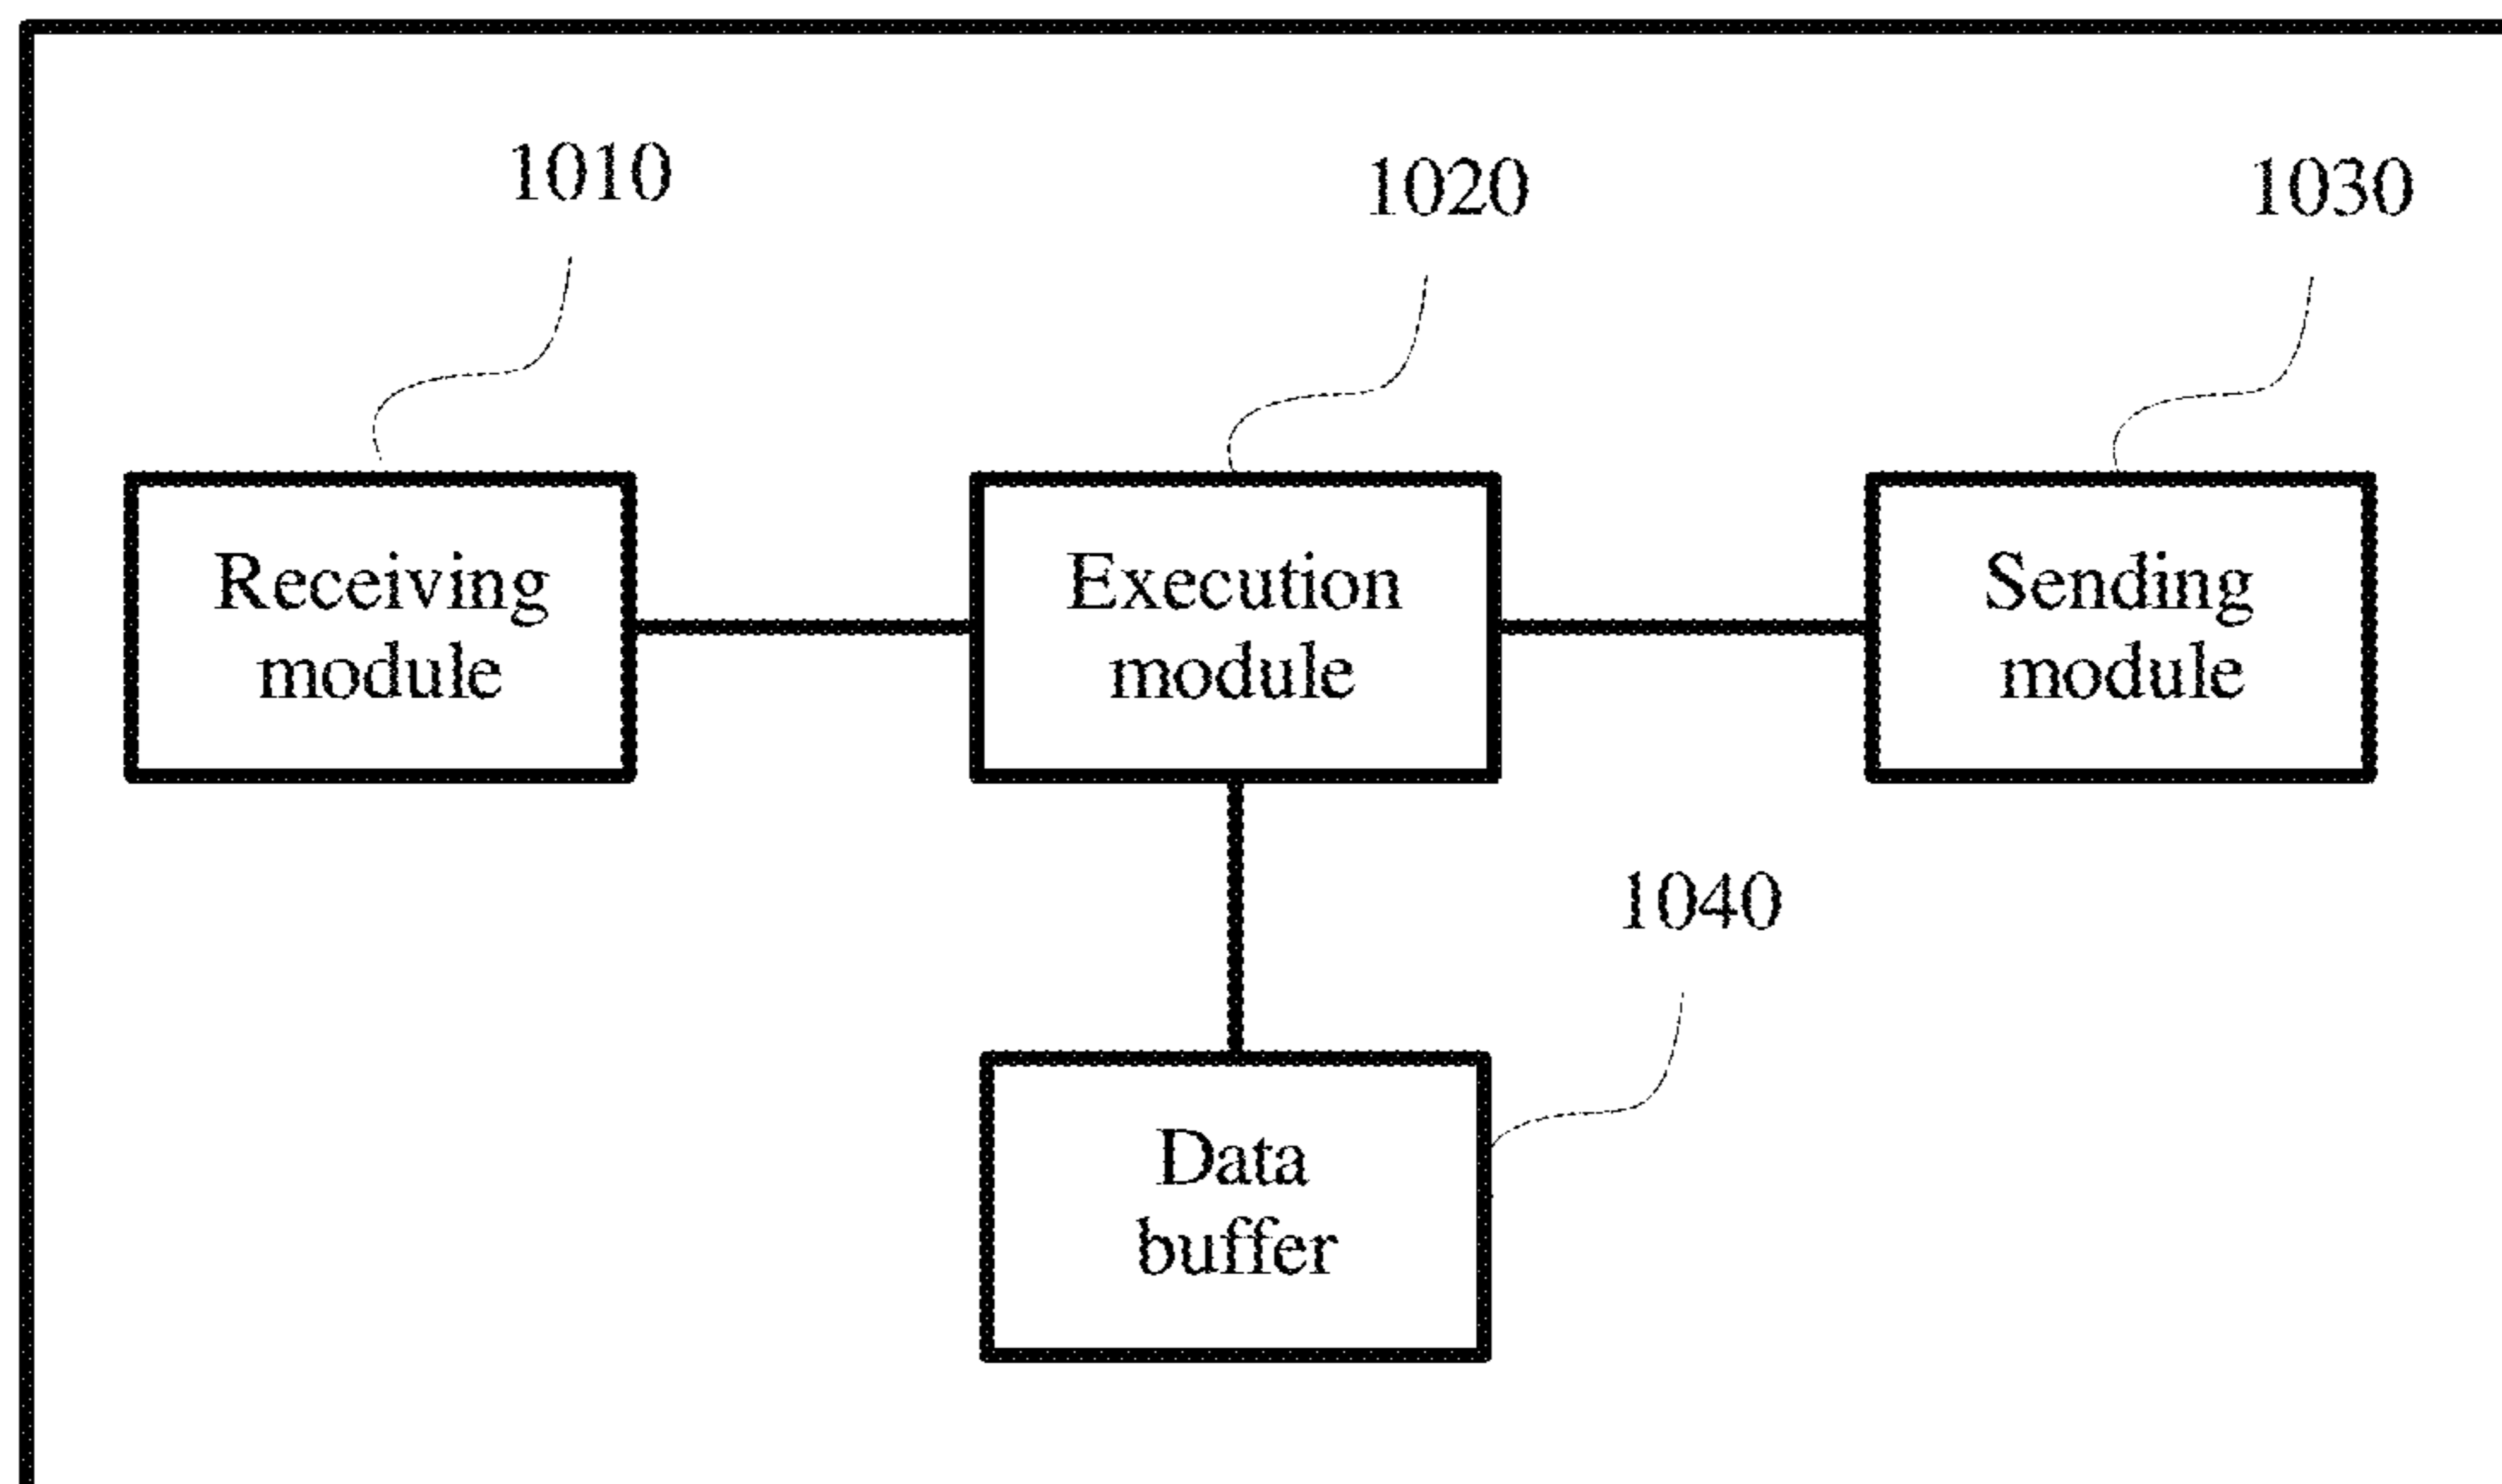 1010
1020
1030
Receiving
module
Execution
module
Sending
module
1040
Data
buffer